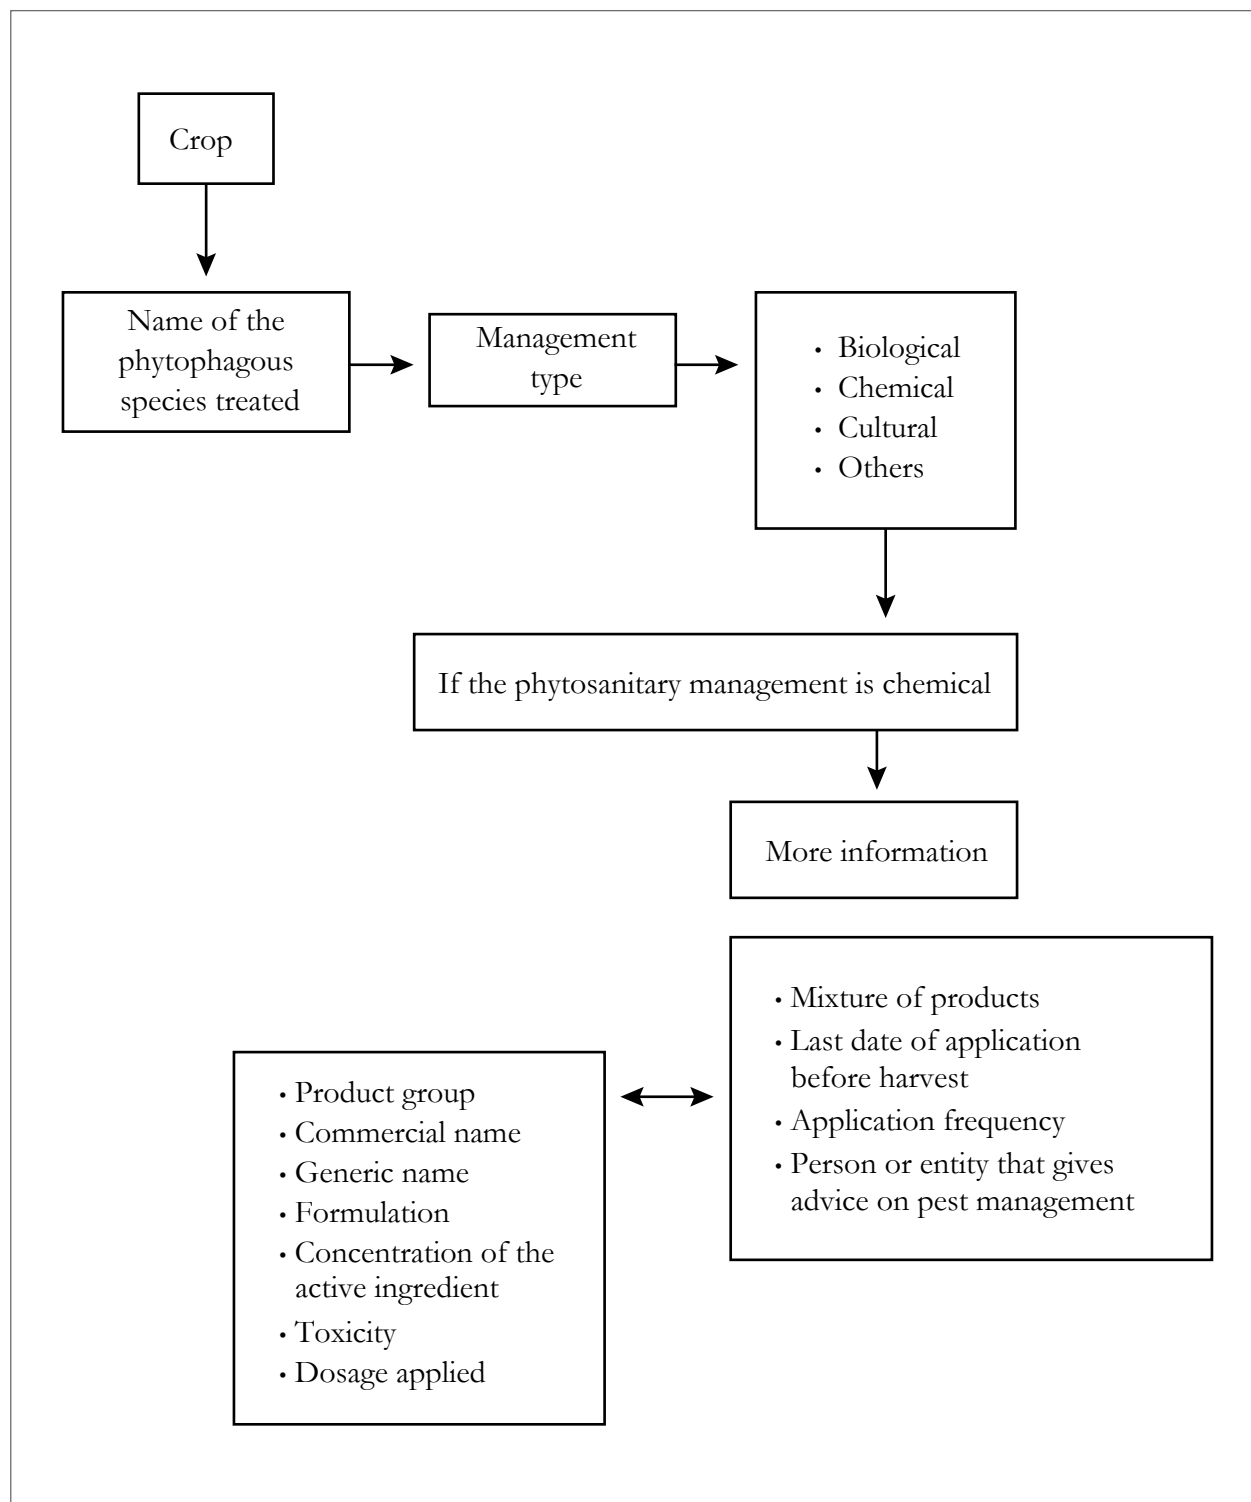 Crop
Name of the
phytophagous
species treated
Management
type
• Biological
• Chemical
• Cultural
• Others
If the phytosanitary management is chemical
More information
• Mixture of products
• Last date of application
before harvest
• Application frequency
• Person or entity that gives
advice on pest management
• Product group
• Commercial name
• Generic name
• Formulation
• Concentration of the
active ingredient
• Toxicity
• Dosage applied